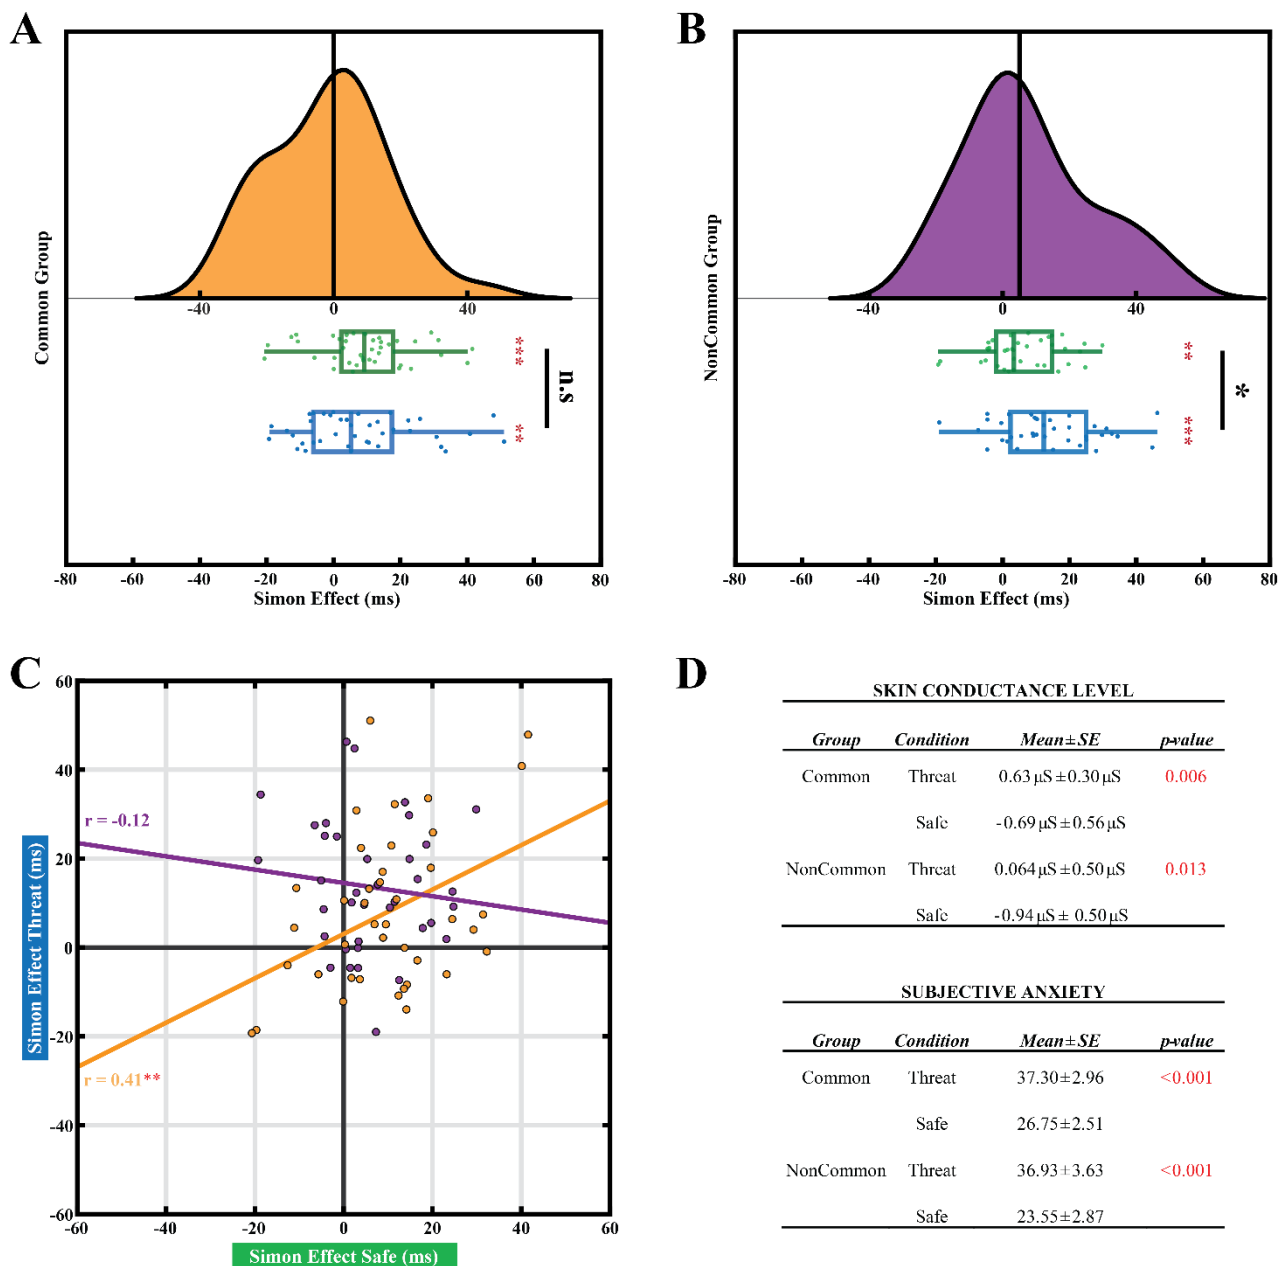 A
Common Group
-40 0 40
***
n.s
**
-80 -60 -40 -20 0 20 40 60 80
Simon Effect (ms)
B
NonCommon Group
-40 0 40
**
*
***
-80 -60 -40 -20 0 20 40 60 80
Simon Effect (ms)
C
Simon Effect Threat (ms)
60
40
20
0
-20
-40
-60
r = -0.12
r = 0.41**
-60 -40 -20 0 20 40 60
Simon Effect Safe (ms)
D
SKIN CONDUCTANCE LEVEL
Group Condition Mean ± SE p-value
Common Threat 0.63 µS ± 0.30 µS 0.006
Safe -0.69 µS ± 0.56 µS
NonCommon Threat 0.064 µS ± 0.50 µS 0.013
Safe -0.94 µS ± 0.50 µS
SUBJECTIVE ANXIETY
Group Condition Mean ± SE p-value
Common Threat 37.30 ± 2.96 <0.001
Safe 26.75 ± 2.51
NonCommon Threat 36.93 ± 3.63 <0.001
Safe 23.55 ± 2.87